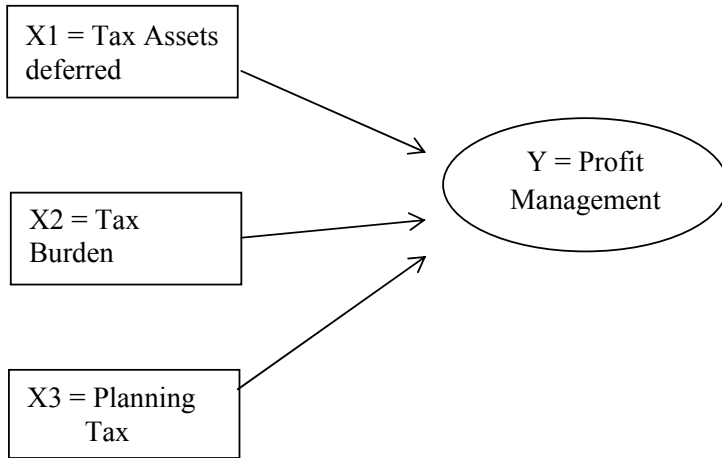 X1 = Tax Assets
deferred
Y = Profit
Management
X2 = Tax
Burden
X3 = Planning
Tax